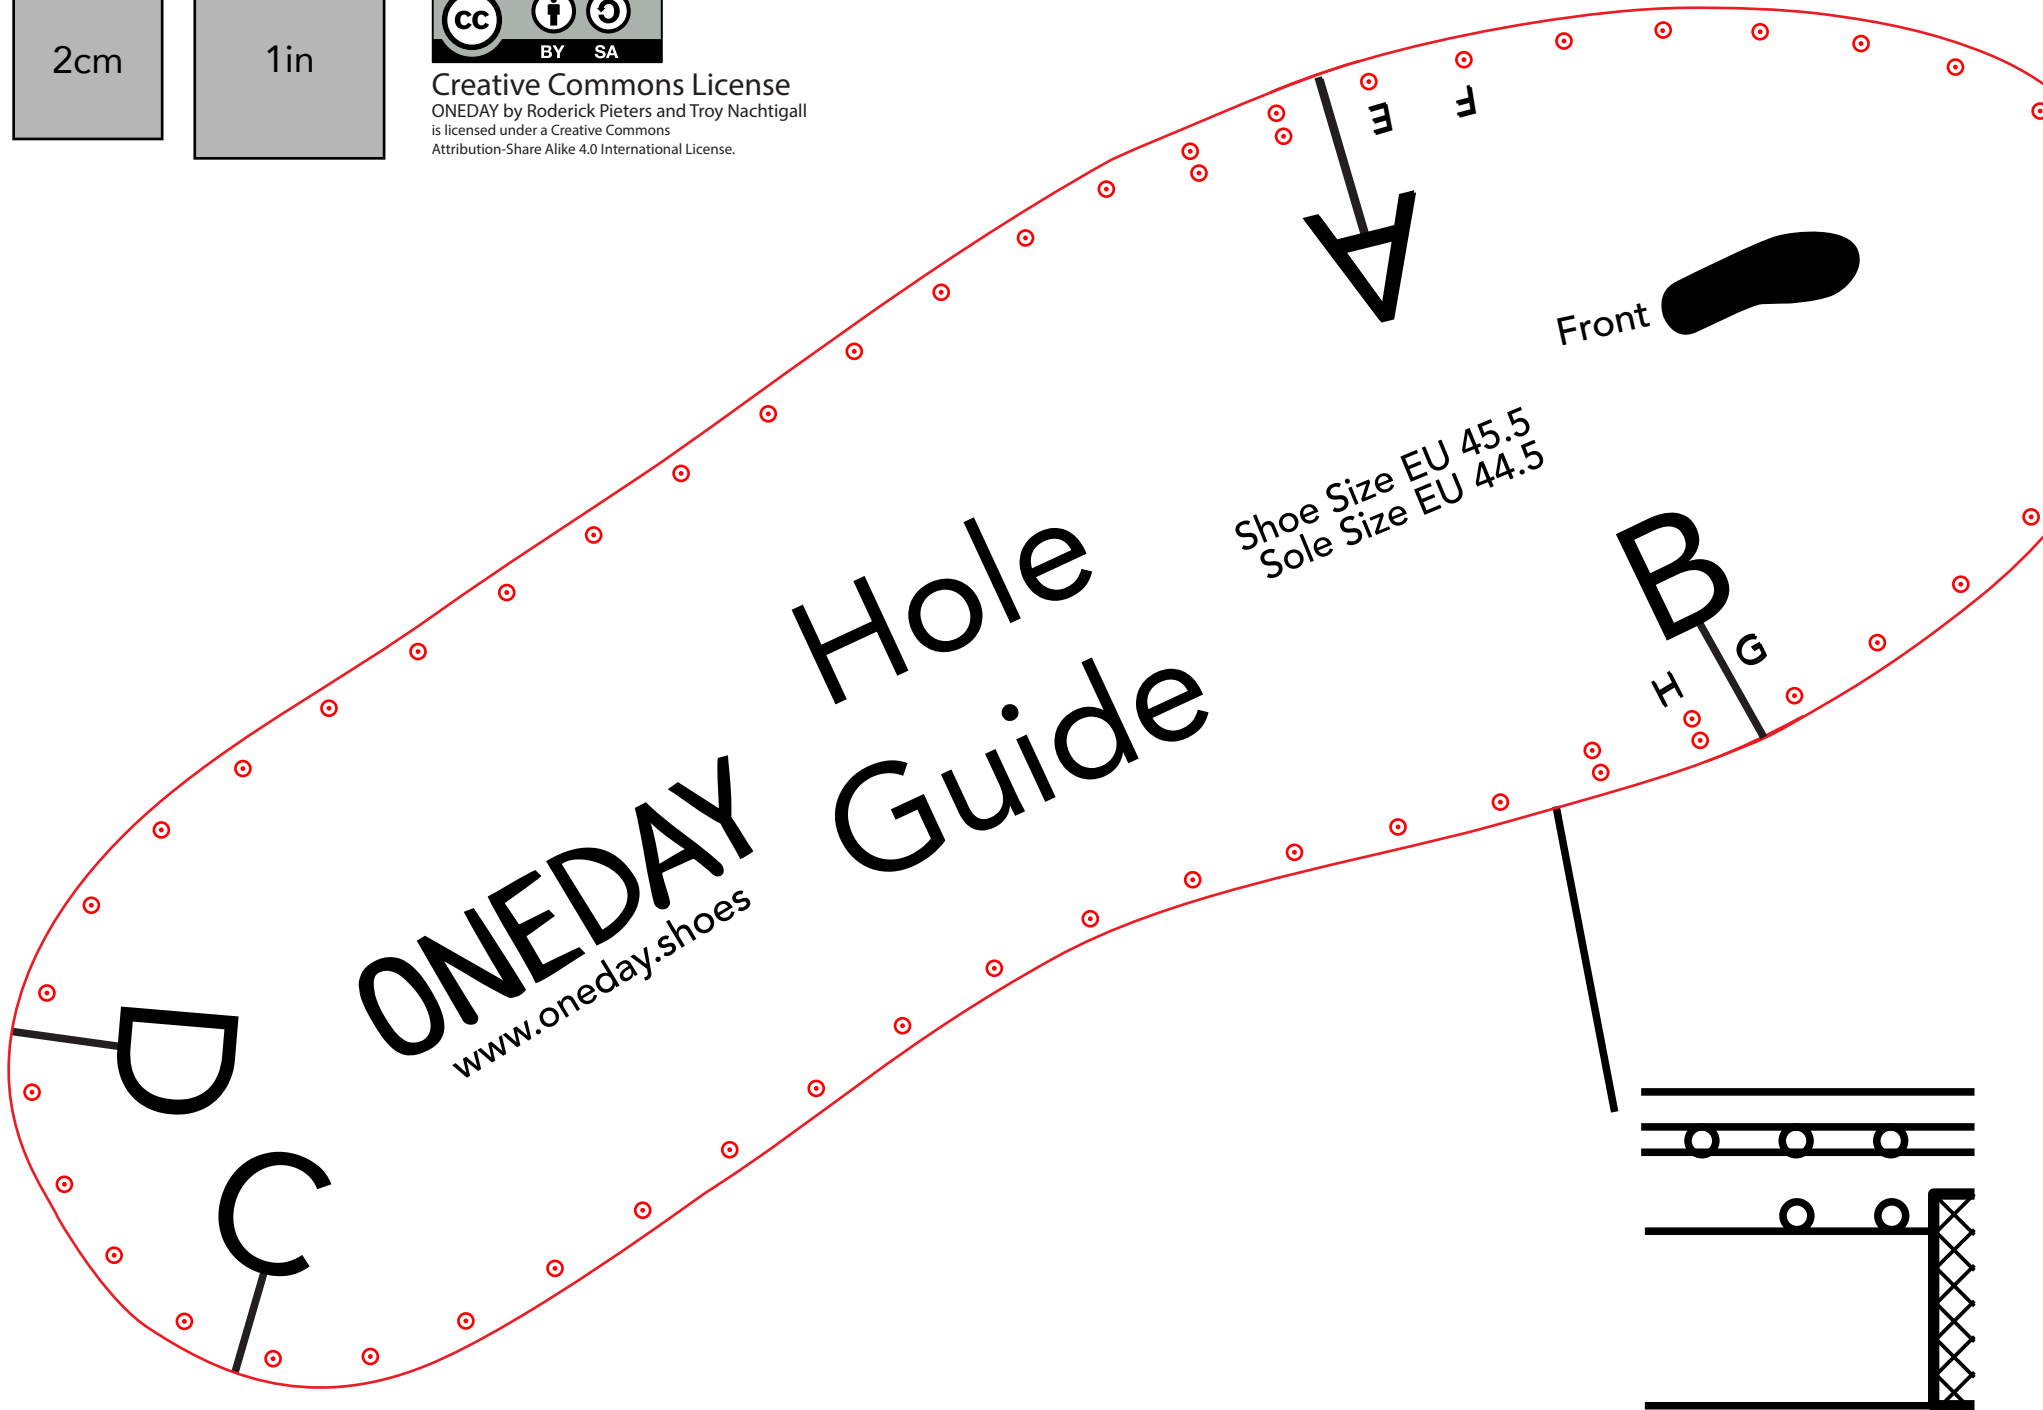 2cm
1in
cc
BY SA
Creative Commons License
ONEDAY by Roderick Pieters and Troy Nachtigall
is licensed under a Creative Commons
Attribution-Share Alike 4.0 International License.
E
F
A
Front
Shoe Size EU 45.5
Sole Size EU 44.5
B
G
H
Hole
Guide
ONEDAY
www.oneday.shoes
D
C